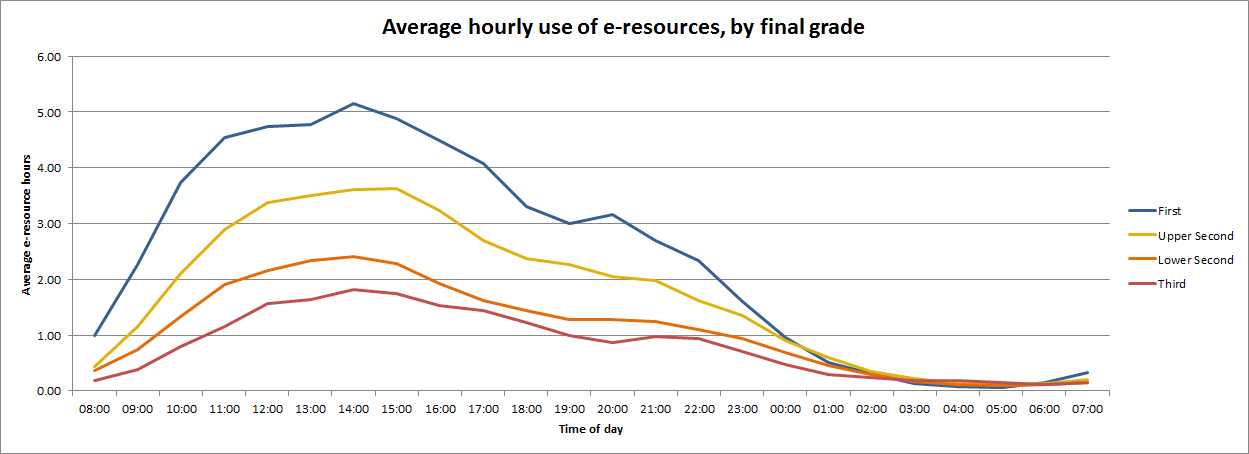 Average hourly use of e-resources, by final grade
6.00
5.00
4.00
3.00
2.00
1.00
0.00
Average e-resource hours
08:00 09:00 10:00 11:00 12:00 13:00 14:00 15:00 16:00 17:00 18:00 19:00 20:00 21:00 22:00 23:00 00:00 01:00 02:00 03:00 04:00 05:00 06:00 07:00
Time of day
First
Upper Second
Lower Second
Third